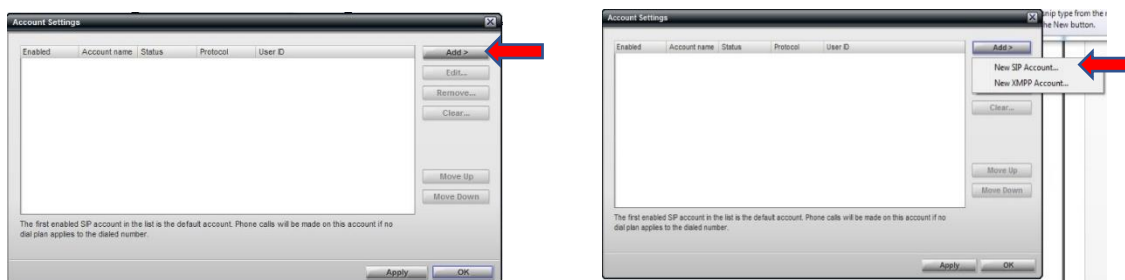 Account Settings
Enabled Account name Status Protocol User ID
Add >
Edit...
Remove...
Clear...
Move Up
Move Down
The first enabled SIP account in the list is the default account. Phone calls will be made on this account if no
dial plan applies to the dialed number.
Apply OK
Account Settings
Enabled Account name Status Protocol User ID
Add >
New SIP Account...
New XMPP Account...
Clear...
Move Up
Move Down
The first enabled SIP account in the list is the default account. Phone calls will be made on this account if no
dial plan applies to the dialed number.
Apply OK
snip type from the
the New button.